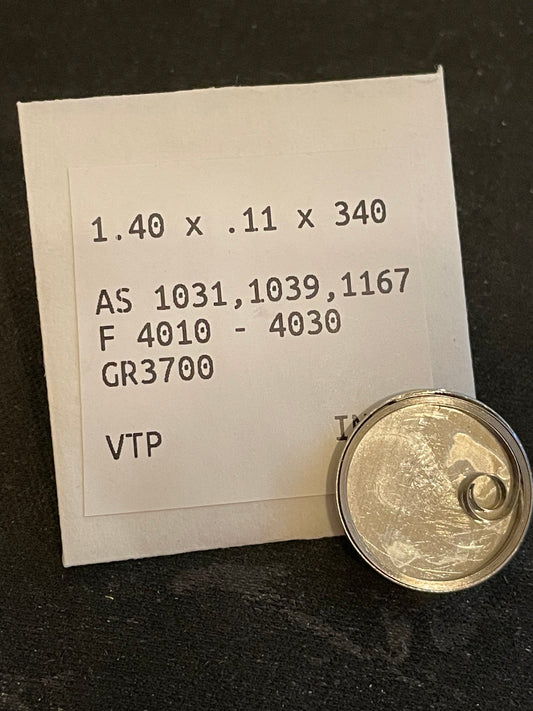 1.40 x .11 x 340
AS 1031,1039,1167
F 4010 - 4030
GR3700
VTP